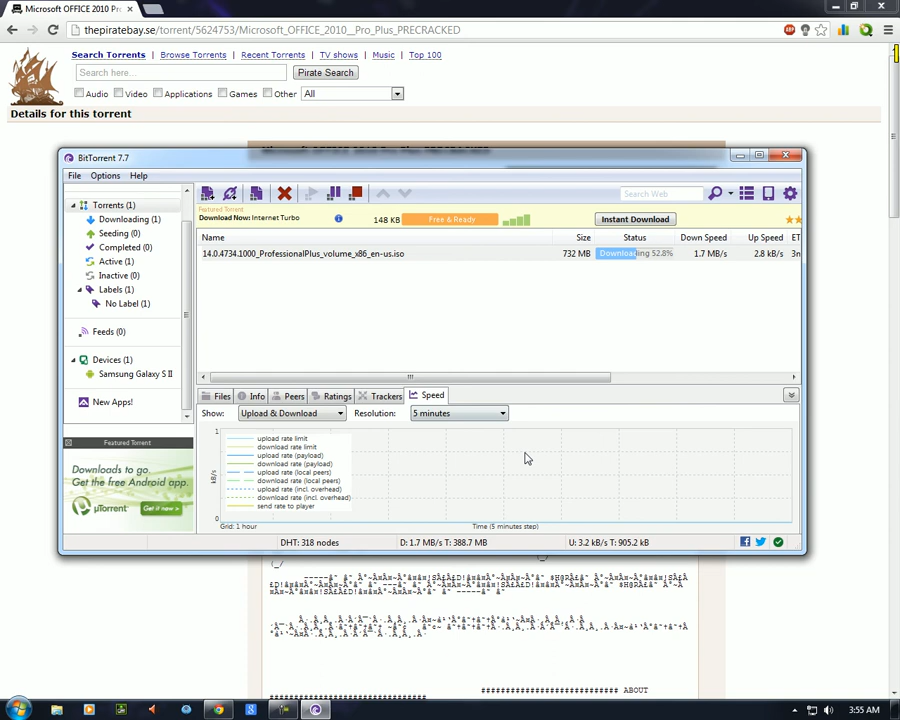 Microsoft OFFICE 2010 Pro
thepiratebay.se/torrent/5624753/Microsoft_OFFICE_2010__Pro_Plus_PRECRACKED
Search Torrents | Browse Torrents | Recent Torrents | TV shows | Music | Top 100
Search here... Pirate Search
Audio Video Applications Games Other All
Details for this torrent
BitTorrent 7.7
File Options Help
Torrents (1)
Downloading (1)
Seeding (0)
Completed (0)
Active (1)
Inactive (0)
Labels (1)
No Label (1)
Feeds (0)
Devices (1)
Samsung Galaxy S II
New Apps!
Featured Torrent
Downloads to go.
Get the free Android app.
µTorrent Get it now >
Search Web
Featured Torrent
Download Now: Internet Turbo 148 KB Free & Ready Instant Download
Name Size Status Down Speed Up Speed ET
14.0.4734.1000_ProfessionalPlus_volume_x86_en-us.iso 732 MB Downloading 52.8% 1.7 MB/s 2.8 kB/s 3n
Files Info Peers Ratings Trackers Speed
Show: Upload & Download Resolution: 5 minutes
1
kB/s
0
upload rate limit
download rate limit
upload rate (payload)
download rate (payload)
upload rate (local peers)
download rate (local peers)
upload rate (incl. overhead)
download rate (incl. overhead)
send rate to player
Grid: 1 hour Time (5 minutes step)
DHT: 318 nodes D: 1.7 MB/s T: 388.7 MB U: 3.2 kB/s T: 905.2 kB
############################ ABOUT
################################
3:55 AM